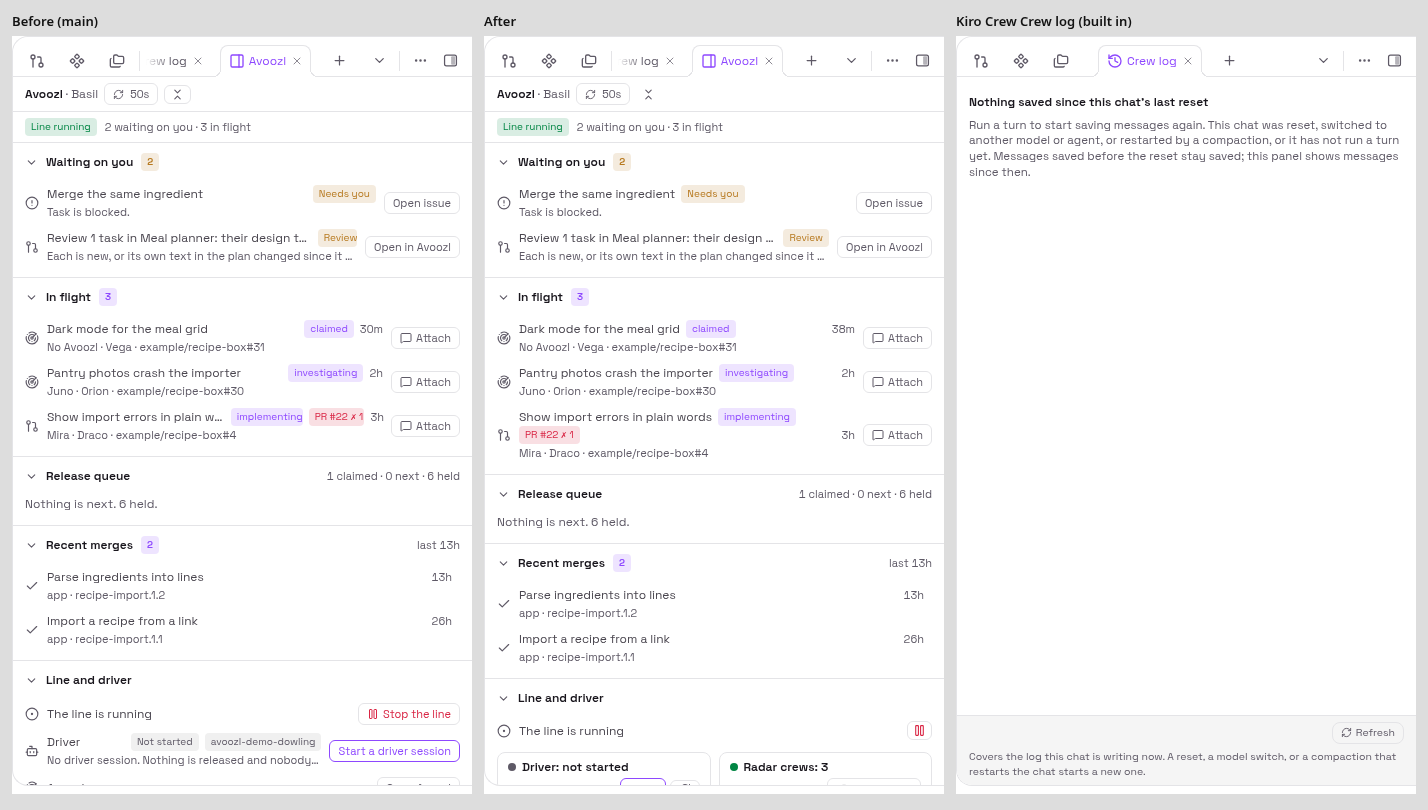 Before (main)
ew log
Avoozl
Avoozl · Basil
50s
Line running
2 waiting on you · 3 in flight
Waiting on you
2
Merge the same ingredient
Needs you
Task is blocked.
Open issue
Review 1 task in Meal planner: their design t...
Review
Each is new, or its own text in the plan changed since it ...
Open in Avoozl
In flight
3
Dark mode for the meal grid
claimed
30m
No Avoozl · Vega · example/recipe-box#31
Attach
Pantry photos crash the importer
investigating
2h
Juno · Orion · example/recipe-box#30
Attach
Show import errors in plain w...
implementing
PR #22 ✗ 1
3h
Mira · Draco · example/recipe-box#4
Attach
Release queue
1 claimed · 0 next · 6 held
Nothing is next. 6 held.
Recent merges
2
last 13h
Parse ingredients into lines
13h
app · recipe-import.1.2
Import a recipe from a link
26h
app · recipe-import.1.1
Line and driver
The line is running
Stop the line
Driver
Not started
avoozl-demo-dowling
No driver session. Nothing is released and nobody...
Start a driver session
After
ew log
Avoozl
Avoozl · Basil
50s
Line running
2 waiting on you · 3 in flight
Waiting on you
2
Merge the same ingredient
Needs you
Task is blocked.
Open issue
Review 1 task in Meal planner: their design ...
Review
Each is new, or its own text in the plan changed since it ...
Open in Avoozl
In flight
3
Dark mode for the meal grid
claimed
38m
No Avoozl · Vega · example/recipe-box#31
Attach
Pantry photos crash the importer
investigating
2h
Juno · Orion · example/recipe-box#30
Attach
Show import errors in plain words
implementing
PR #22 ✗ 1
3h
Mira · Draco · example/recipe-box#4
Attach
Release queue
1 claimed · 0 next · 6 held
Nothing is next. 6 held.
Recent merges
2
last 13h
Parse ingredients into lines
13h
app · recipe-import.1.2
Import a recipe from a link
26h
app · recipe-import.1.1
Line and driver
The line is running
Driver: not started
Radar crews: 3
Kiro Crew Crew log (built in)
Crew log
Nothing saved since this chat's last reset
Run a turn to start saving messages again. This chat was reset, switched to
another model or agent, or restarted by a compaction, or it has not run a turn
yet. Messages saved before the reset stay saved; this panel shows messages
since then.
Refresh
Covers the log this chat is writing now. A reset, a model switch, or a compaction that
restarts the chat starts a new one.